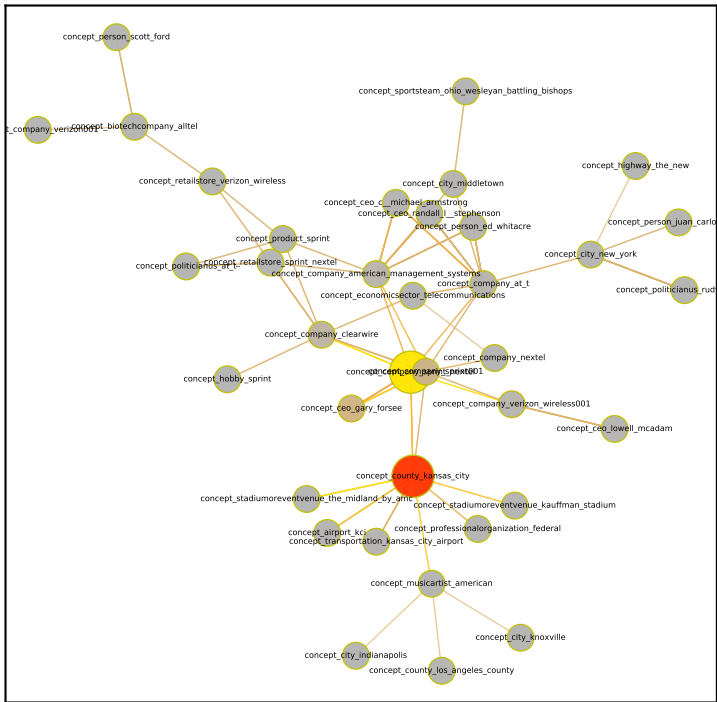 concept_person_scott_ford
concept_sportsteam_ohio_wesleyan_battling_bishops
t_company_verizon001
concept_biotechcompany_alltel
concept_highway_the_new
concept_retailstore_verizon_wireless
concept_city_middletown
concept_ceo_c__michael_armstrong
concept_ceo_randall_l__stephenson
concept_person_ed_whitacre
concept_person_juan_carlo
concept_product_sprint
concept_city_new_york
concept_politicianus_rudy
concept_politicianus_at_t
concept_retailstore_sprint_nextel
concept_company_american_management_systems
concept_company_at_t
concept_economicsector_telecommunications
concept_company_clearwire
concept_company_nextel
concept_hobby_sprint
concept_ceo_gary_forsee
concept_company_verizon_wireless001
concept_ceo_lowell_mcadam
concept_county_kansas_city
concept_stadiumoreventvenue_the_midland_by_amc
concept_stadiumoreventvenue_kauffman_stadium
concept_airport_kci
concept_professionalorganization_federal
concept_transportation_kansas_city_airport
concept_musicartist_american
concept_city_knoxville
concept_city_indianapolis
concept_county_los_angeles_county